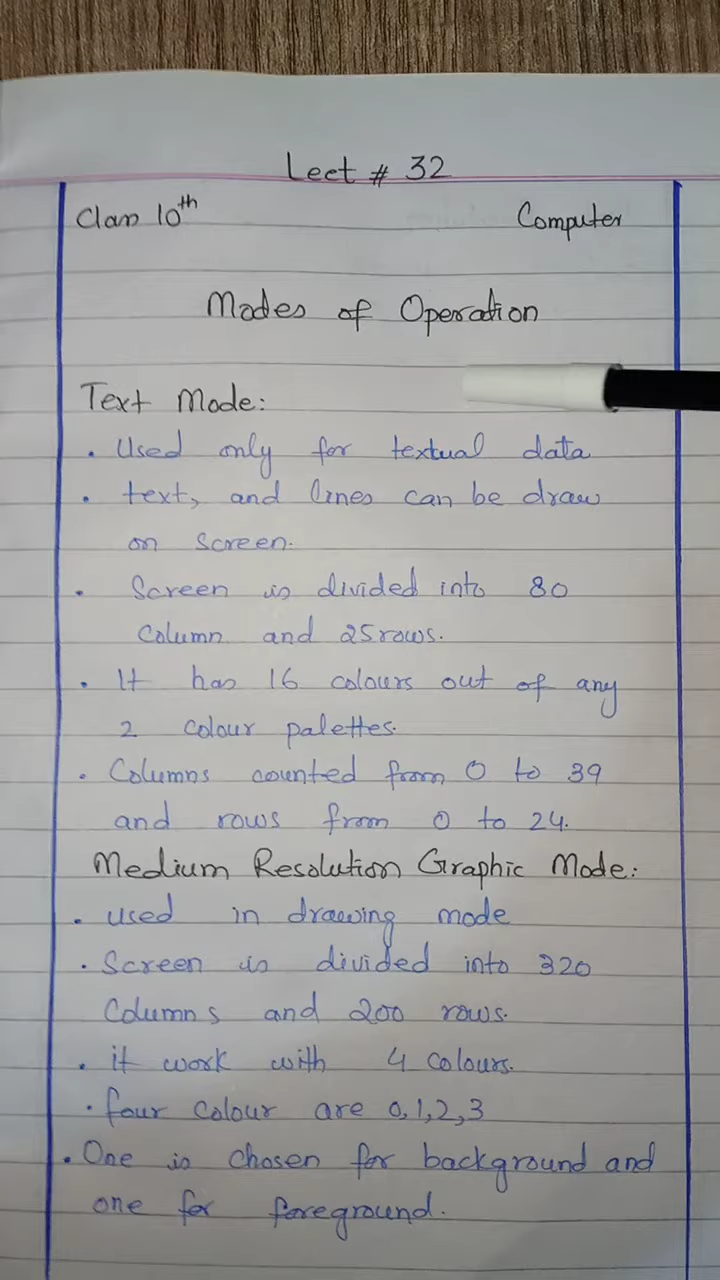 Lect # 32
Class 10th
Computer
Modes of Operation
Text Mode:
• Used only for textual data
• text, and lines can be draw
on screen.
• Screen is divided into 80
Column and 25 rows.
• It has 16 colours out of any
2 colour palettes.
• Columns counted from 0 to 39
and rows from 0 to 24.
Medium Resolution Graphic Mode:
• used in drawing mode
• Screen is divided into 320
Columns and 200 rows.
• it work with 4 colours.
• four colour are 0,1,2,3
• One is chosen for background and
one for foreground.